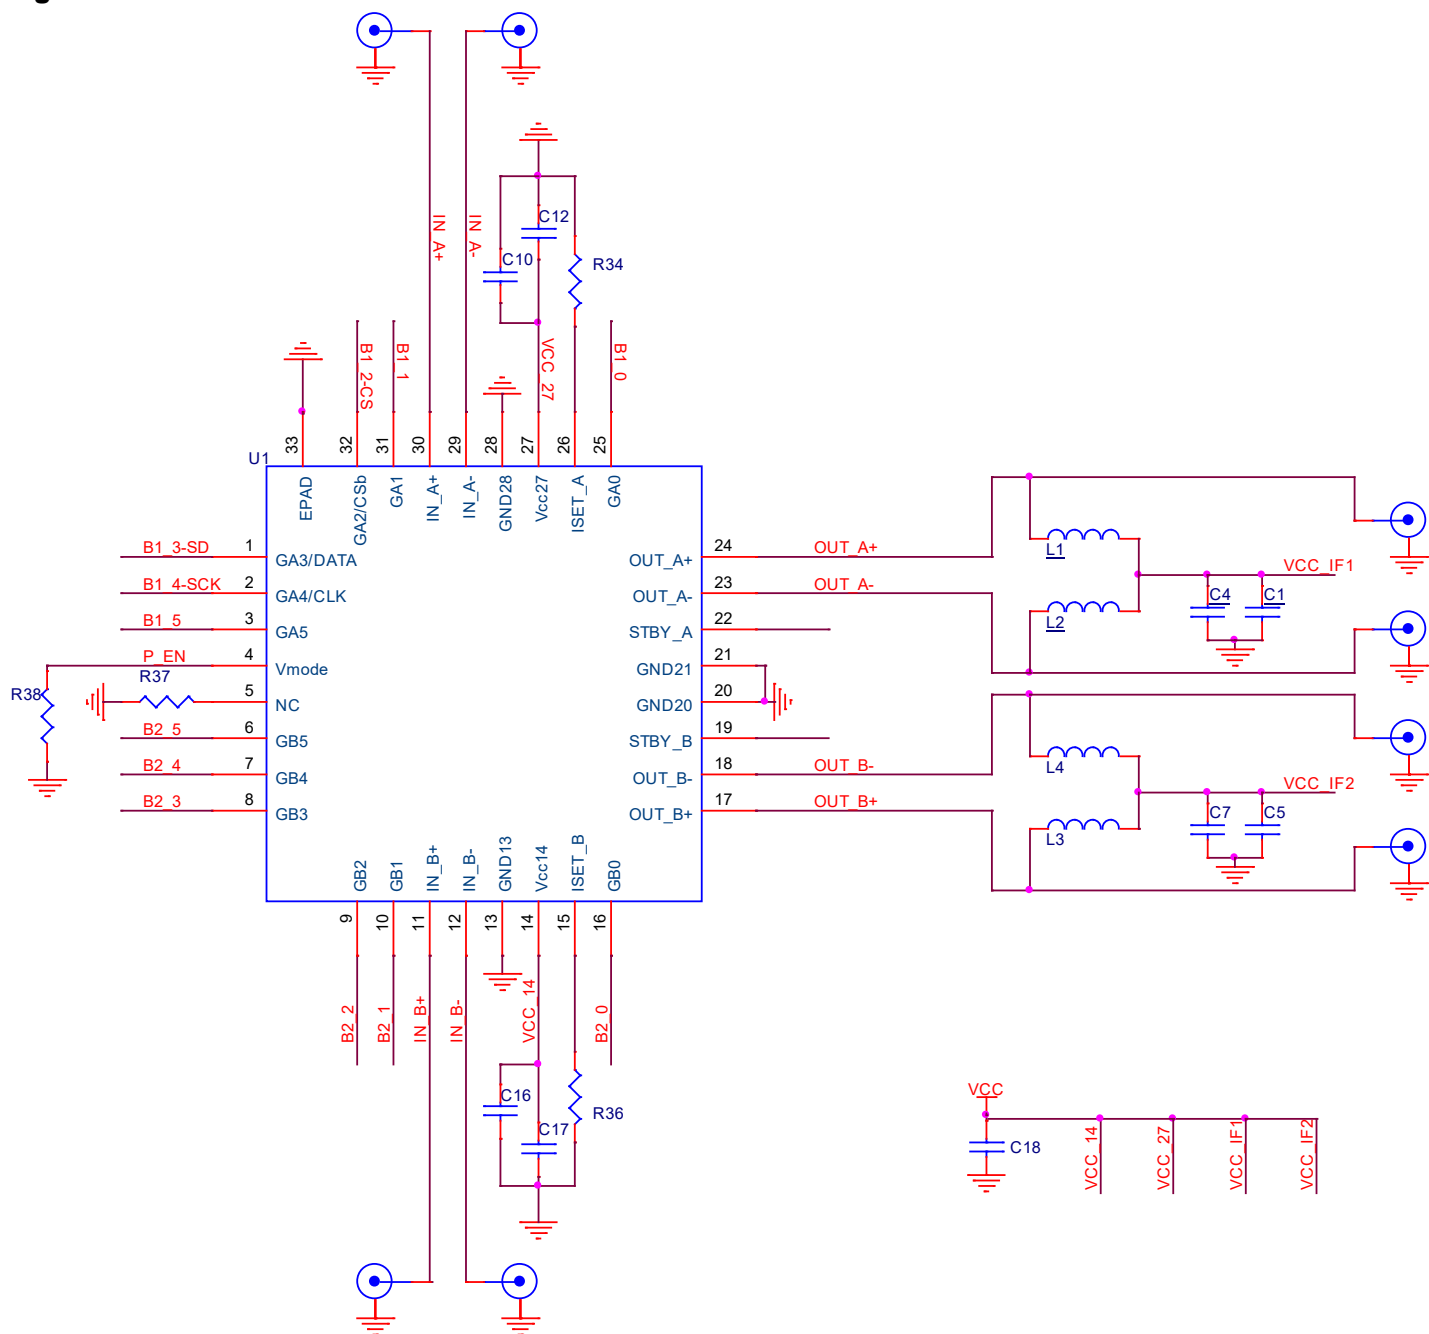 IN_A+
IN_A-
C12
C10
R34
B1_2-CS
B1_1
VCC_27
B1_0
33
32
31
30
29
28
27
26
25
U1
EPAD
GA2/CSb
GA1
IN_A+
IN_A-
GND28
Vcc27
ISET_A
GA0
B1_3-SD 1 GA3/DATA
B1_4-SCK 2 GA4/CLK
B1_5 3 GA5
P_EN 4 Vmode
R38
R37 5 NC
B2_5 6 GB5
B2_4 7 GB4
B2_3 8 GB3
OUT_A+ 24 OUT_A+
OUT_A- 23 OUT_A-
STBY_A 22
GND21 21
GND20 20
STBY_B 19
OUT_B- 18 OUT_B-
OUT_B+ 17 OUT_B+
L1
L2
VCC_IF1
C4
C1
L4
L3
VCC_IF2
C7
C5
GB2
GB1
IN_B+
IN_B-
GND13
Vcc14
ISET_B
GB0
9
10
11
12
13
14
15
16
B2_2
B2_1
IN_B+
IN_B-
VCC_14
B2_0
C16
C17
R36
VCC
C18
VCC_14
VCC_27
VCC_IF1
VCC_IF2